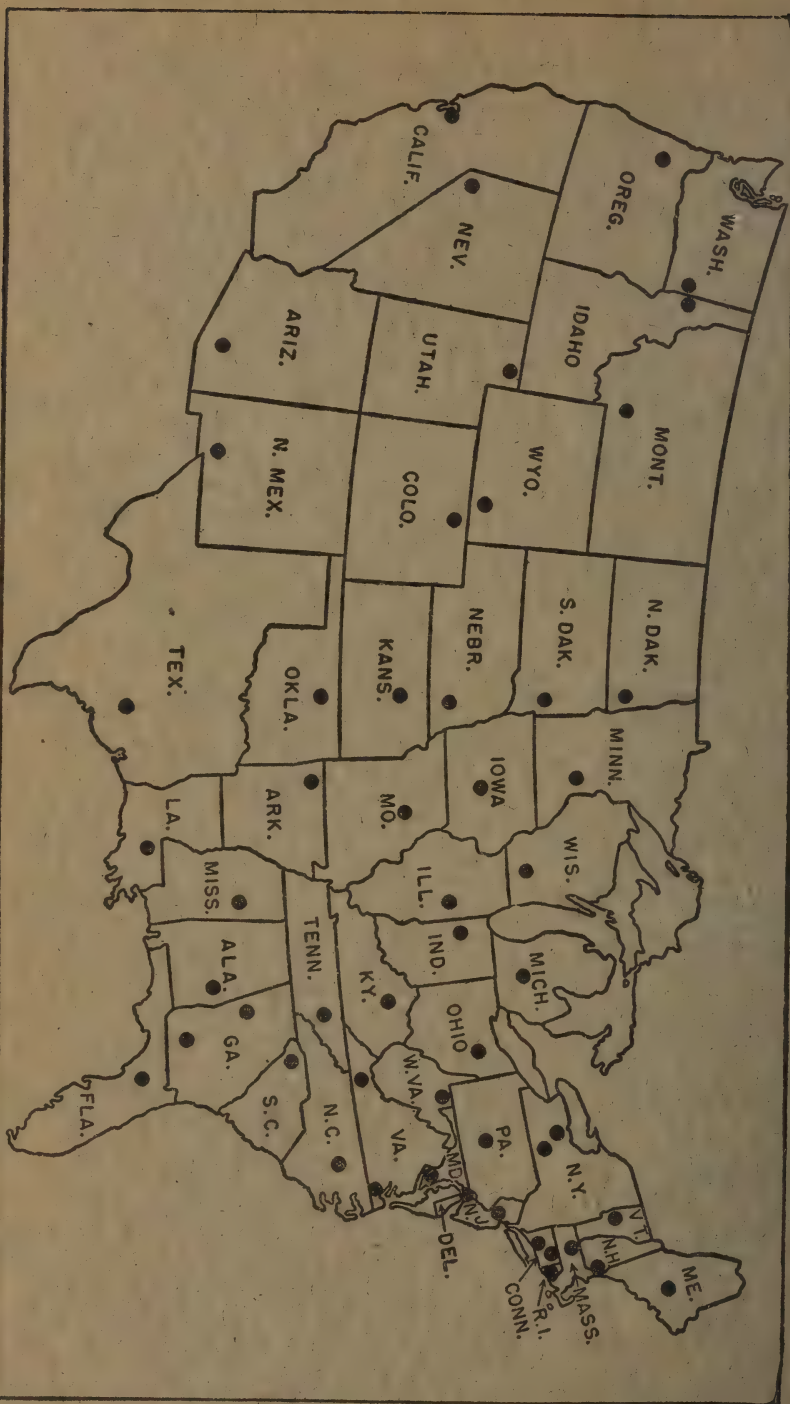 WASH.
OREG.
CALIF.
NEV.
IDAHO
MONT.
WYO.
UTAH.
COLO.
ARIZ.
N. MEX.
N. DAK.
S. DAK.
NEBR.
KANS.
OKLA.
TEX.
MINN.
IOWA
MO.
ARK.
LA.
WIS.
ILL.
MISS.
MICH.
IND.
OHIO
KY.
TENN.
ALA.
GA.
FLA.
S.C.
N.C.
VA.
W.VA.
MD.
DEL.
PA.
N.J.
N.Y.
VT.
N.H.
ME.
MASS.
R.I.
CONN.